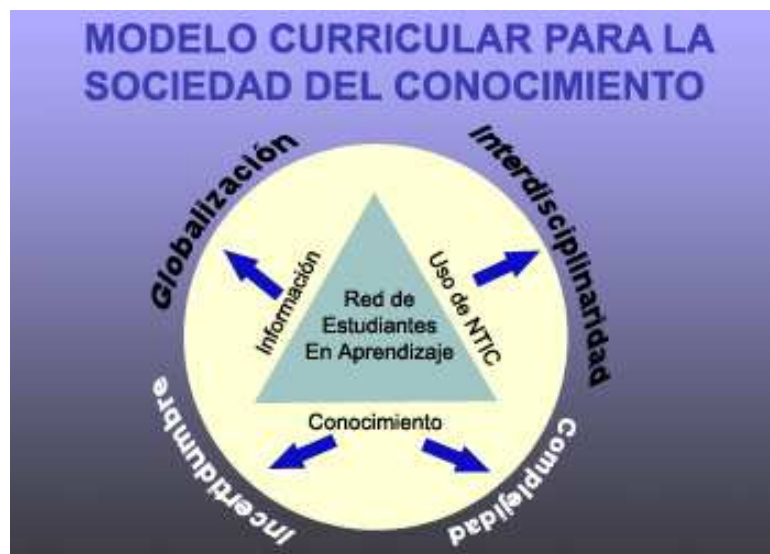 MODELO CURRICULAR PARA LA
SOCIEDAD DEL CONOCIMIENTO
Globalización
Interdisciplinaridad
Información
Uso de NTIC
Red de
Estudiantes
En Aprendizaje
Conocimiento
Incertidumbre
Complejidad